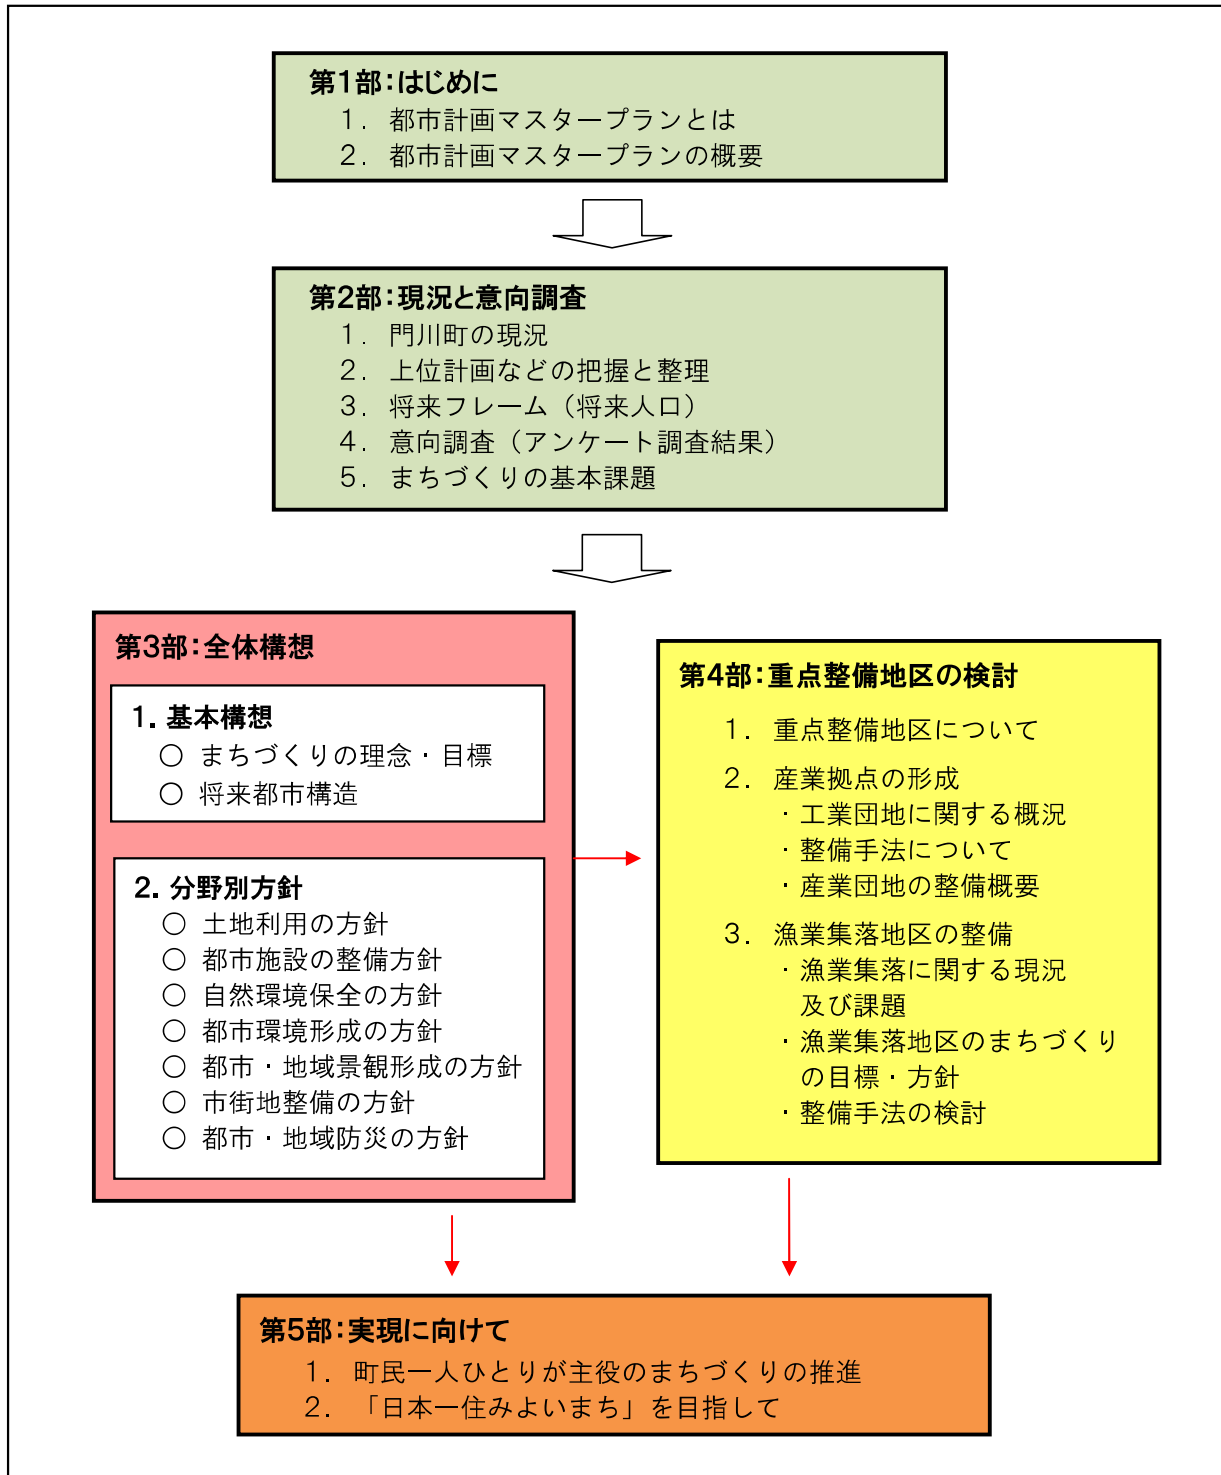 第1部：はじめに
1．都市計画マスタープランとは
2．都市計画マスタープランの概要
第2部：現況と意向調査
1．門川町の現況
2．上位計画などの把握と整理
3．将来フレーム（将来人口）
4．意向調査（アンケート調査結果）
5．まちづくりの基本課題
第3部：全体構想
1. 基本構想
○ まちづくりの理念・目標
○ 将来都市構造
2. 分野別方針
○ 土地利用の方針
○ 都市施設の整備方針
○ 自然環境保全の方針
○ 都市環境形成の方針
○ 都市・地域景観形成の方針
○ 市街地整備の方針
○ 都市・地域防災の方針
第4部：重点整備地区の検討
1．重点整備地区について
2．産業拠点の形成
・工業団地に関する概況
・整備手法について
・産業団地の整備概要
3．漁業集落地区の整備
・漁業集落に関する現況
及び課題
・漁業集落地区のまちづくり
の目標・方針
・整備手法の検討
第5部：実現に向けて
1．町民一人ひとりが主役のまちづくりの推進
2．「日本一住みよいまち」を目指して